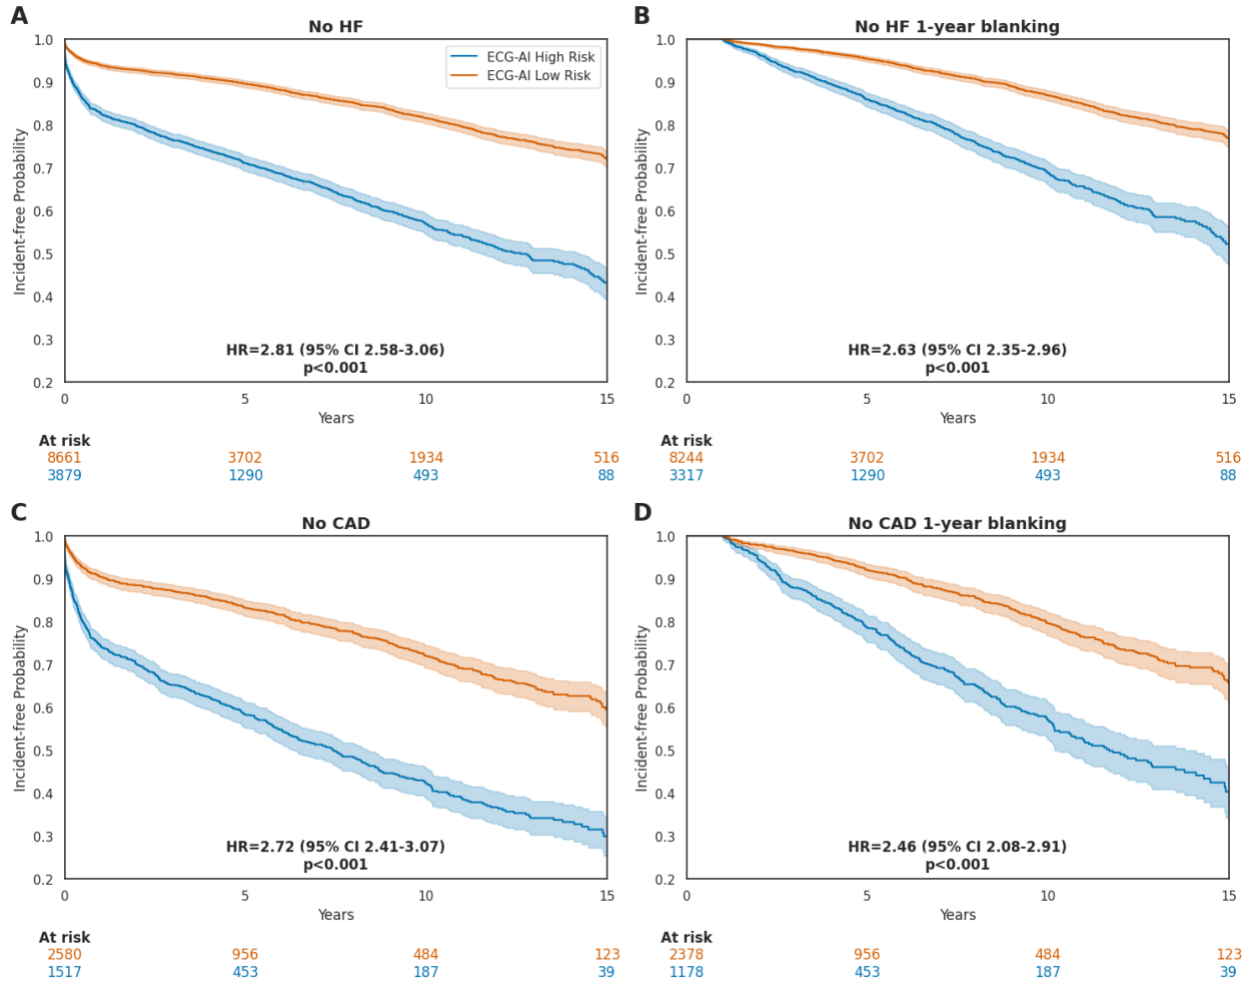 A
No HF
1.0
0.9
0.8
0.7
0.6
0.5
0.4
0.3
0.2
Incident-free Probability
ECG-AI High Risk
ECG-AI Low Risk
HR=2.81 (95% CI 2.58-3.06)
p<0.001
0 5 10 15
Years
At risk
8661 3702 1934 516
3879 1290 493 88
B
No HF 1-year blanking
1.0
0.9
0.8
0.7
0.6
0.5
0.4
0.3
0.2
Incident-free Probability
HR=2.63 (95% CI 2.35-2.96)
p<0.001
0 5 10 15
Years
At risk
8244 3702 1934 516
3317 1290 493 88
C
No CAD
1.0
0.9
0.8
0.7
0.6
0.5
0.4
0.3
0.2
Incident-free Probability
HR=2.72 (95% CI 2.41-3.07)
p<0.001
0 5 10 15
Years
At risk
2580 956 484 123
1517 453 187 39
D
No CAD 1-year blanking
1.0
0.9
0.8
0.7
0.6
0.5
0.4
0.3
0.2
Incident-free Probability
HR=2.46 (95% CI 2.08-2.91)
p<0.001
0 5 10 15
Years
At risk
2378 956 484 123
1178 453 187 39